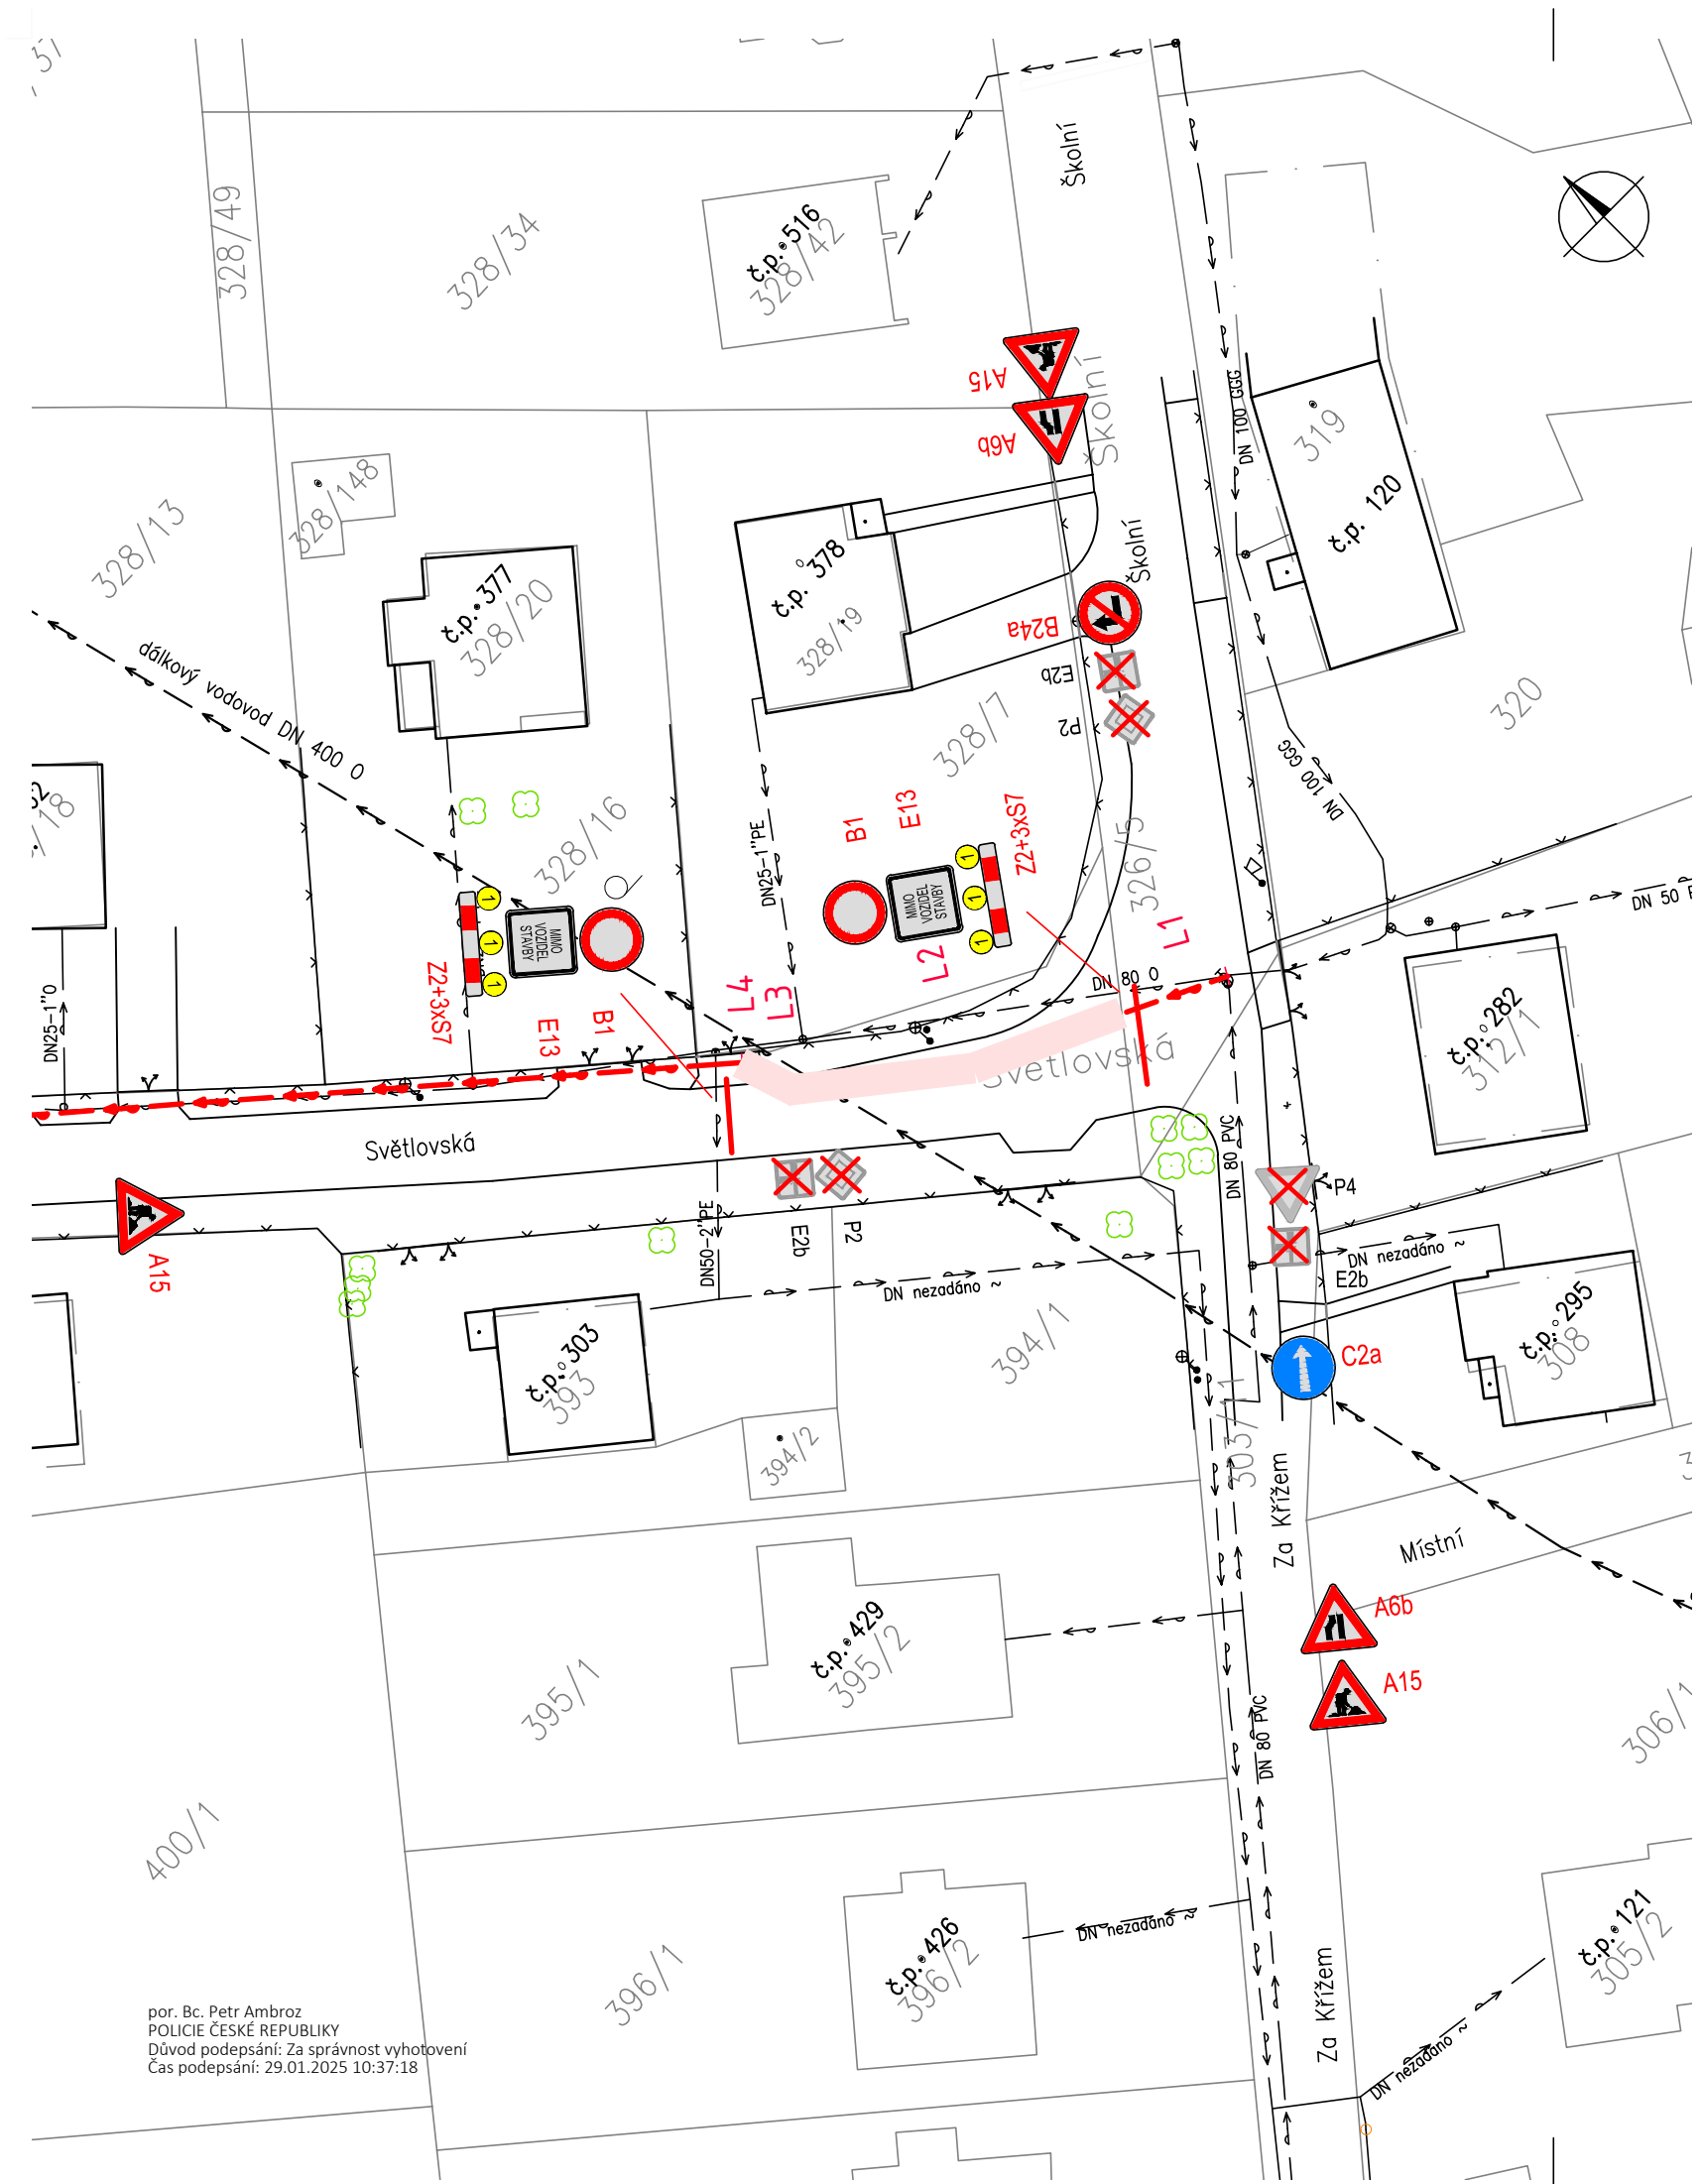 Školní
328/49
328/34
č.p. 516
328/42
A15
Školní
A6b
DN 100 GGG
319
č.p. 120
328/148
328/13
č.p. 377
328/20
č.p. 378
328/19
Školní
B24a
E2b
P2
320
dálkový vodovod DN 400 O
328/7
DN 100 GGG
328/16
B1
E13
Z2+3xS7
DN25-1"PE
326/5
L1
MIMO
VOZIDEL
STAVBY
MIMO
VOZIDEL
STAVBY
1
1
1
1
1
1
L2
L4
L3
Z2+3xS7
E13
B1
DN 80 O
DN25-1"O
č.p. 282
312/1
Světlovská
Světlovská
DN 80 PVC
P4
A15
DN50-2"PE
E2b
P2
DN nezadáno ~
DN nezadáno ~
E2b
č.p. 303
393
394/1
č.p. 295
308
C2a
303/11
394/2
Za Křížem
Místní
A6b
A15
č.p. 429
395/2
395/1
DN 80 PVC
306/1
400/1
č.p. 426
396/2
396/1
DN nezadáno ~
č.p. 121
305/2
Za Křížem
DN nezadáno ~
por. Bc. Petr Ambroz
POLICIE ČESKÉ REPUBLIKY
Důvod podepsání: Za správnost vyhotovení
Čas podepsání: 29.01.2025 10:37:18